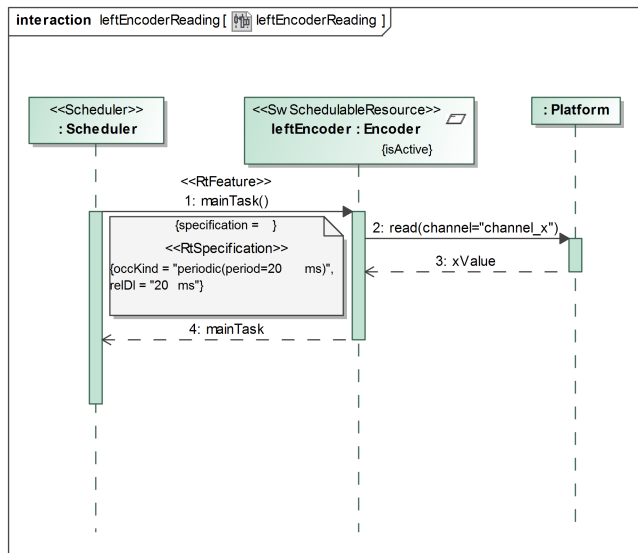 interaction leftEncoderReading [ leftEncoderReading ]
<<Scheduler>>
: Scheduler
<<Sw SchedulableResource>>
leftEncoder : Encoder
{isActive}
: Platform
<<RtFeature>>
1: mainTask()
{specification = }
<<RtSpecification>>
{occKind = "periodic(period=20 ms)",
relDl = "20 ms"}
2: read(channel="channel_x")
3: xValue
4: mainTask